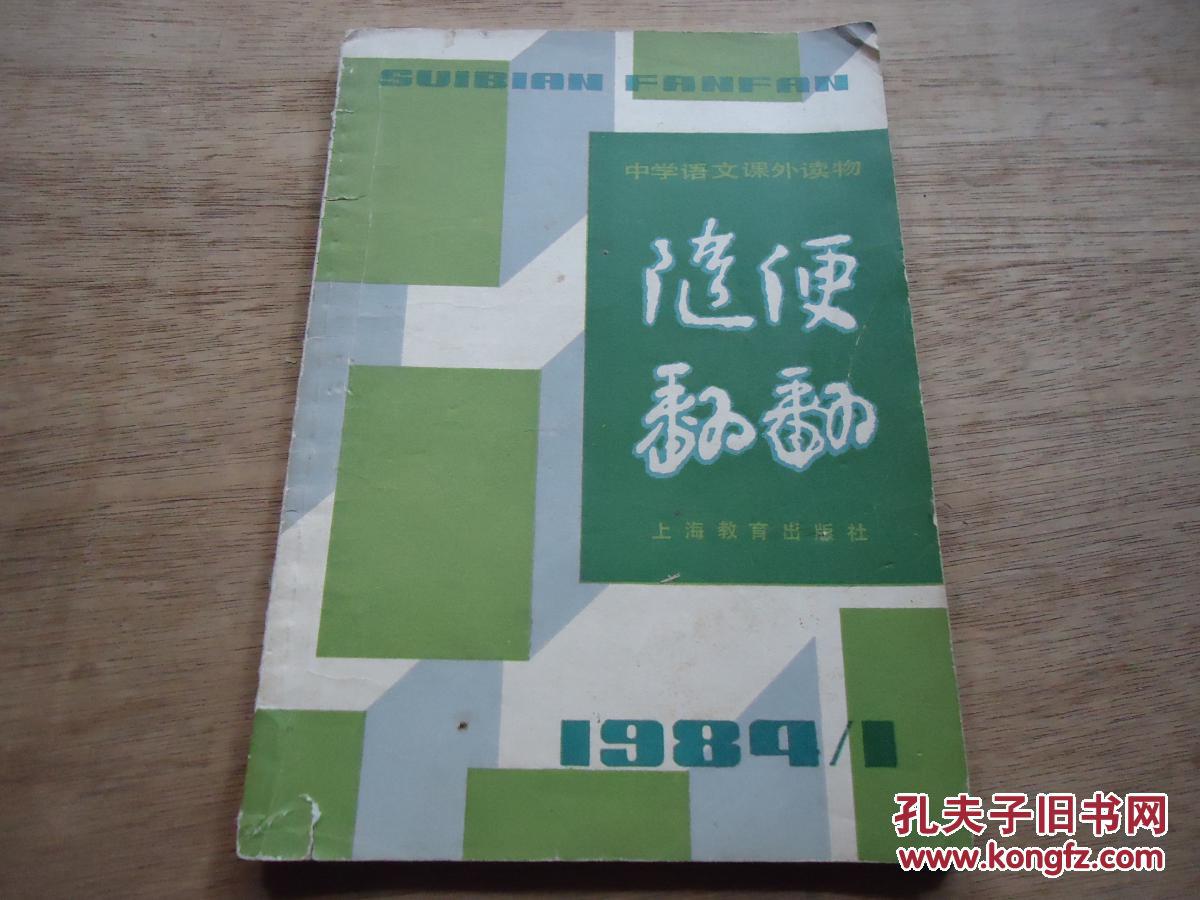 SUIBIAN FANFAN
中学语文课外读物
隨便
翻翻
上海教育出版社
1984/1
孔夫子旧书网
www.kongfz.com